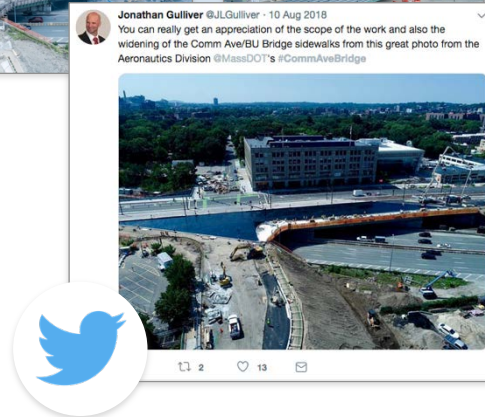 Jonathan Gulliver @JLGulliver · 10 Aug 2018
You can really get an appreciation of the scope of the work and also the
widening of the Comm Ave/BU Bridge sidewalks from this great photo from the
Aeronautics Division @MassDOT's #CommAveBridge
2 13